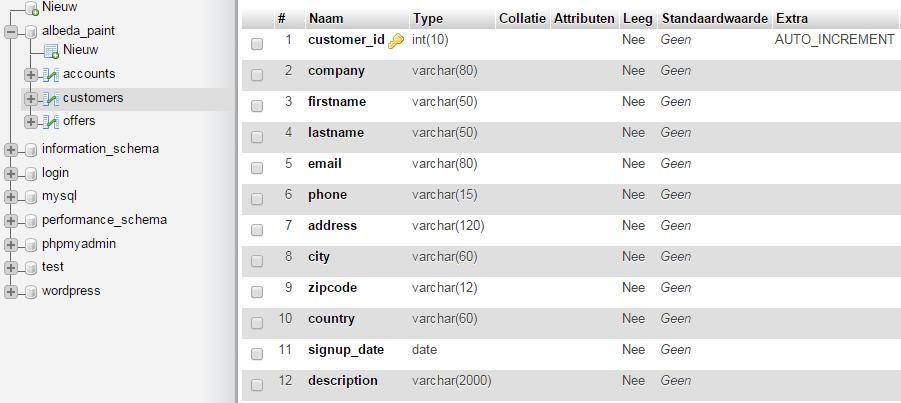 Nieuw
albeda_paint
Nieuw
accounts
customers
offers
information_schema
login
mysql
performance_schema
phpmyadmin
test
wordpress
# Naam Type Collatie Attributen Leeg Standaardwaarde Extra
1 customer_id int(10) Nee Geen AUTO_INCREMENT
2 company varchar(80) Nee Geen
3 firstname varchar(50) Nee Geen
4 lastname varchar(50) Nee Geen
5 email varchar(80) Nee Geen
6 phone varchar(15) Nee Geen
7 address varchar(120) Nee Geen
8 city varchar(60) Nee Geen
9 zipcode varchar(12) Nee Geen
10 country varchar(60) Nee Geen
11 signup_date date Nee Geen
12 description varchar(2000) Nee Geen